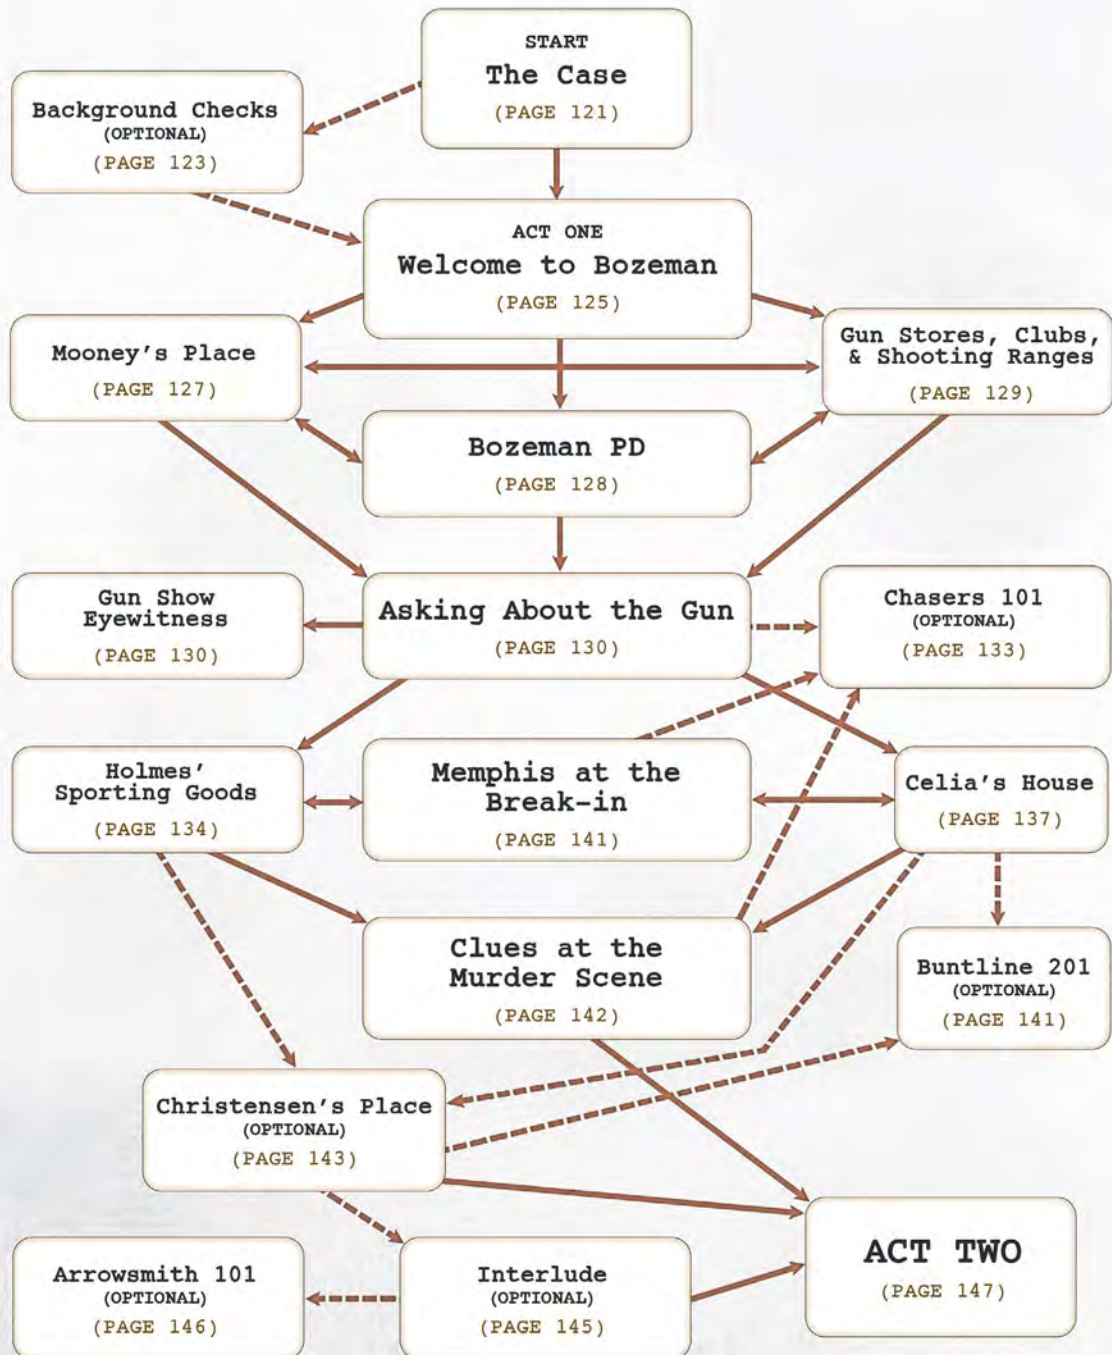 START
The Case
(PAGE 121)
Background Checks
(OPTIONAL)
(PAGE 123)
ACT ONE
Welcome to Bozeman
(PAGE 125)
Mooney's Place
(PAGE 127)
Gun Stores, Clubs,
& Shooting Ranges
(PAGE 129)
Bozeman PD
(PAGE 128)
Gun Show
Eyewitness
(PAGE 130)
Asking About the Gun
(PAGE 130)
Chasers 101
(OPTIONAL)
(PAGE 133)
Holmes'
Sporting Goods
(PAGE 134)
Memphis at the
Break-in
(PAGE 141)
Celia's House
(PAGE 137)
Clues at the
Murder Scene
(PAGE 142)
Buntline 201
(OPTIONAL)
(PAGE 141)
Christensen's Place
(OPTIONAL)
(PAGE 143)
Arrowsmith 101
(OPTIONAL)
(PAGE 146)
Interlude
(OPTIONAL)
(PAGE 145)
ACT TWO
(PAGE 147)